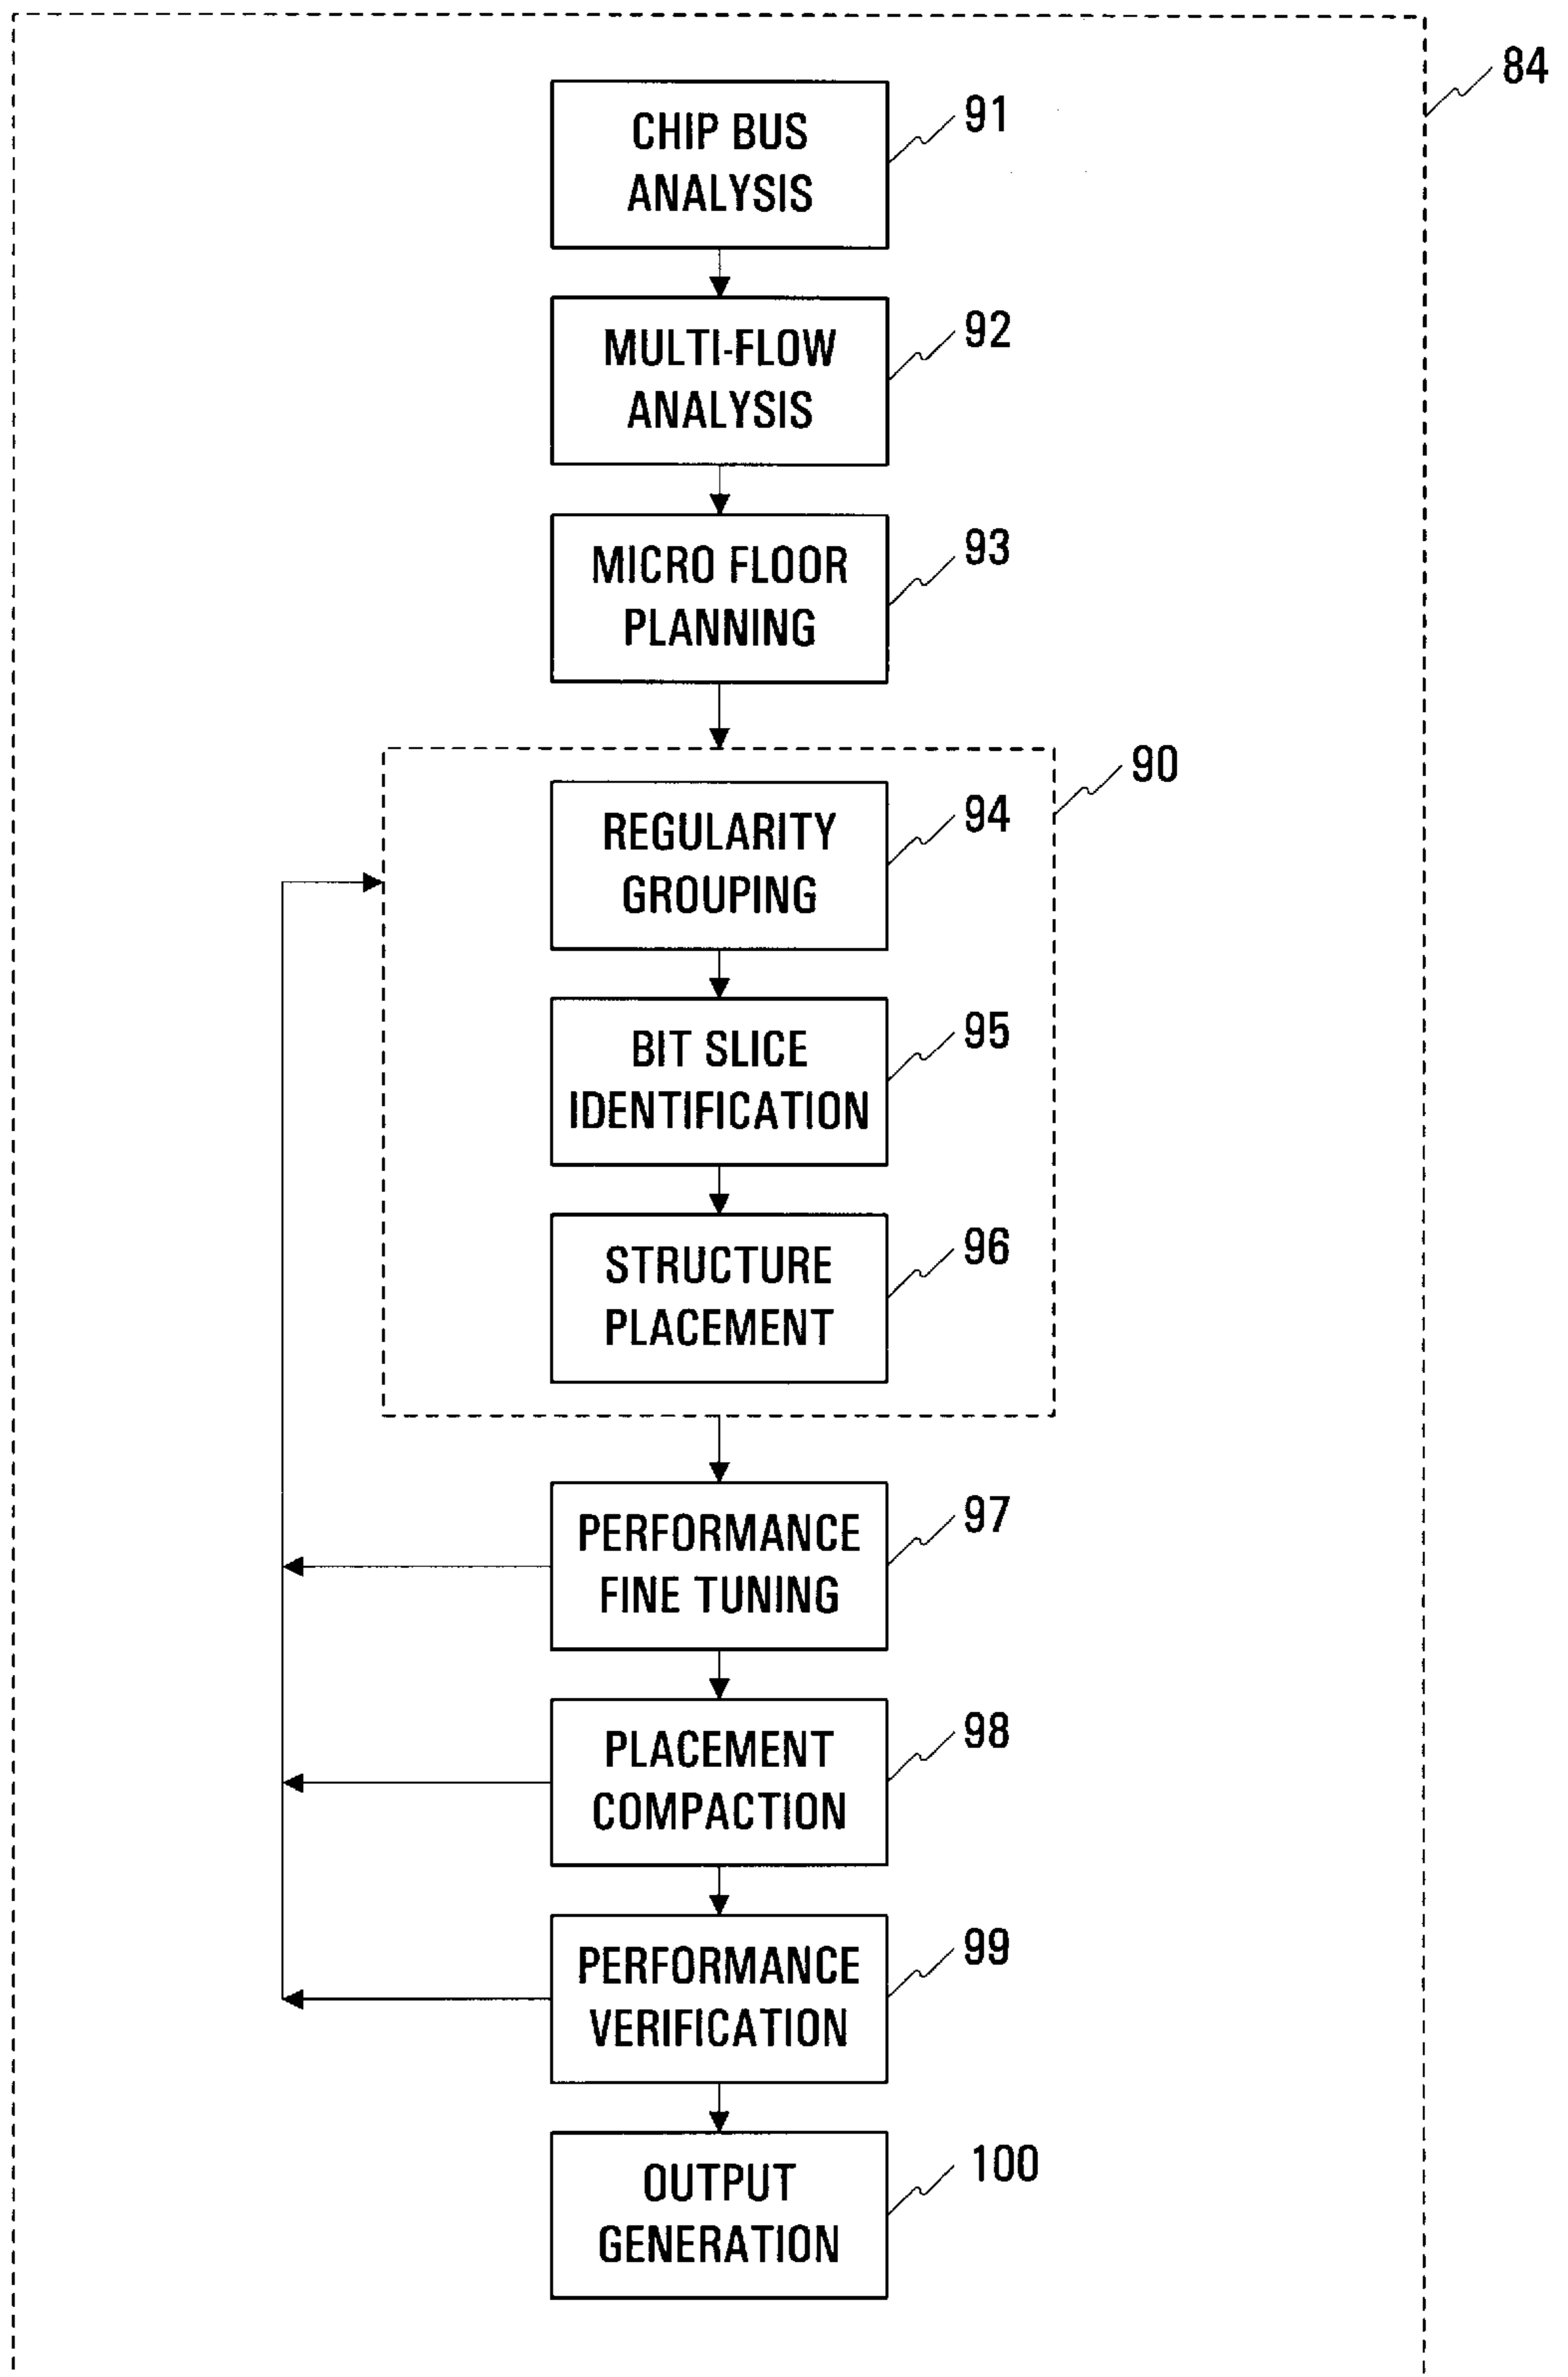 84
CHIP BUS
ANALYSIS
91
MULTI-FLOW
ANALYSIS
92
MICRO FLOOR
PLANNING
93
90
REGULARITY
GROUPING
94
BIT SLICE
IDENTIFICATION
95
STRUCTURE
PLACEMENT
96
PERFORMANCE
FINE TUNING
97
PLACEMENT
COMPACTION
98
PERFORMANCE
VERIFICATION
99
OUTPUT
GENERATION
100